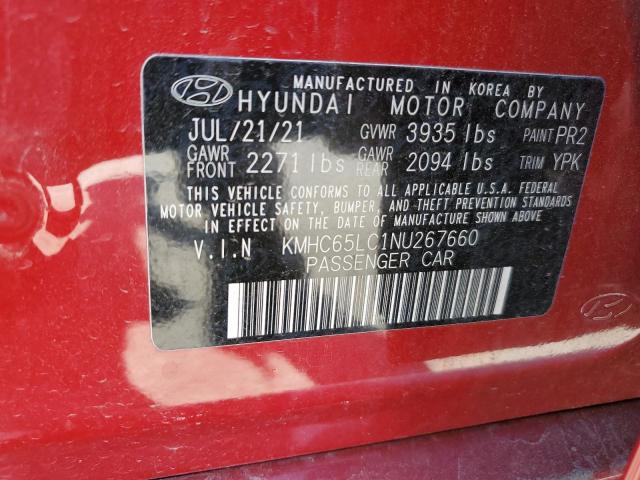 MANUFACTURED IN KOREA BY
HYUNDAI MOTOR COMPANY
JUL/21/21 GVWR 3935 lbs PAINT PR2
GAWR FRONT 2271 lbs GAWR REAR 2094 lbs TRIM YPK
THIS VEHICLE CONFORMS TO ALL APPLICABLE U.S.A. FEDERAL
MOTOR VEHICLE SAFETY, BUMPER, AND THEFT PREVENTION STANDARDS
IN EFFECT ON THE DATE OF MANUFACTURE SHOWN ABOVE.
V.I.N KMHC65LC1NU267660
PASSENGER CAR